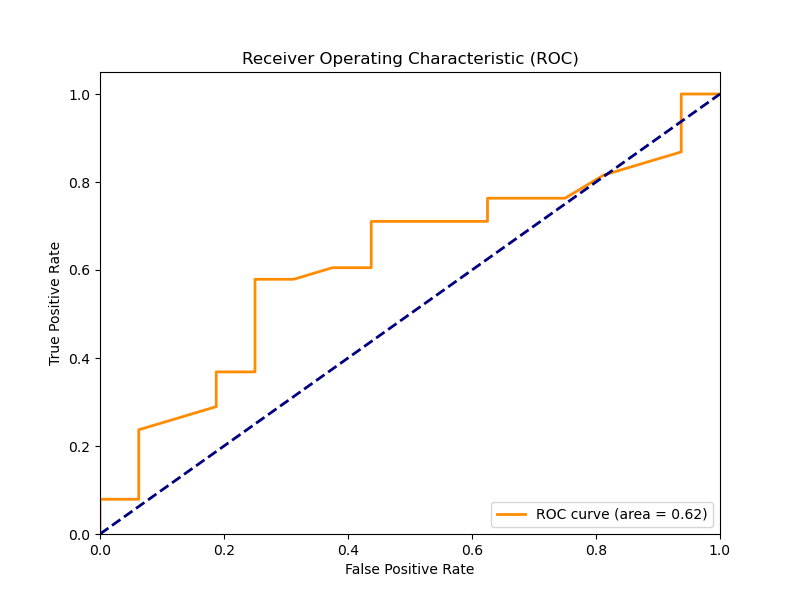 Receiver Operating Characteristic (ROC)
True Positive Rate
1.0
0.8
0.6
0.4
0.2
0.0
0.0 0.2 0.4 0.6 0.8 1.0
False Positive Rate
ROC curve (area = 0.62)